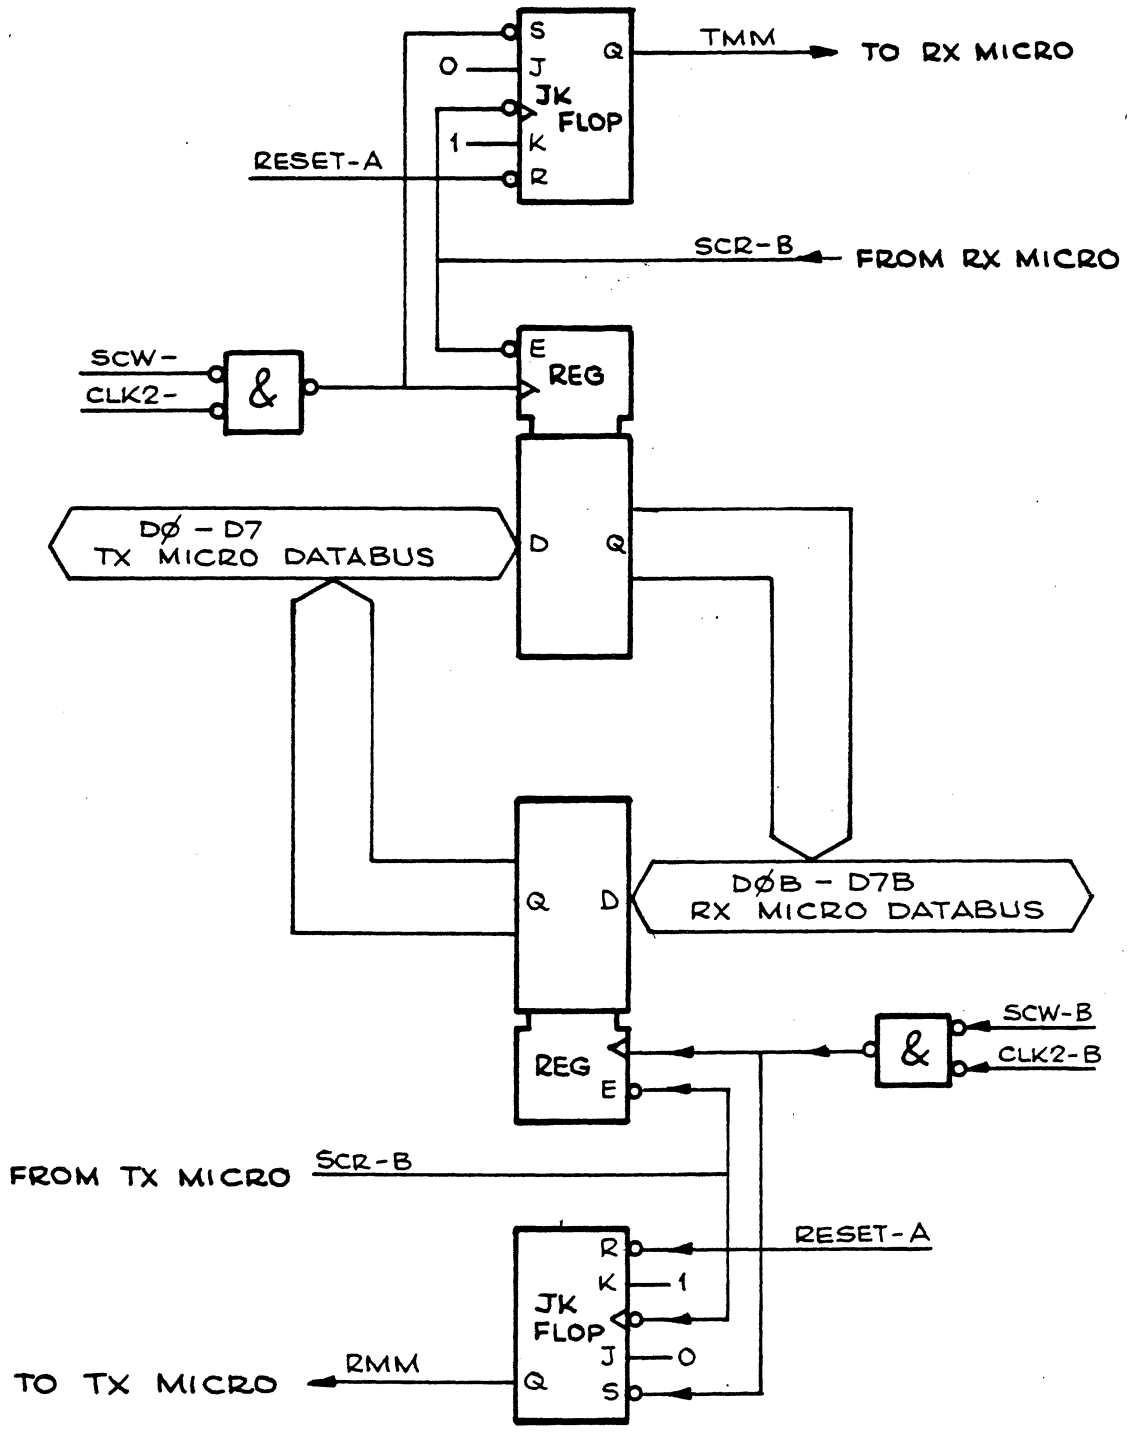 S
Q
TMM
TO RX MICRO
0
J
JK
FLOP
1
K
RESET-A
R
SCR-B
FROM RX MICRO
E
REG
SCW-
CLK2-
&
DØ - D7
TX MICRO DATABUS
D
Q
Q
D
DØB - D7B
RX MICRO DATABUS
SCW-B
CLK2-B
&
REG
E
FROM TX MICRO
SCR-B
RESET-A
R
K
1
JK
FLOP
J
0
RMM
TO TX MICRO
Q
S